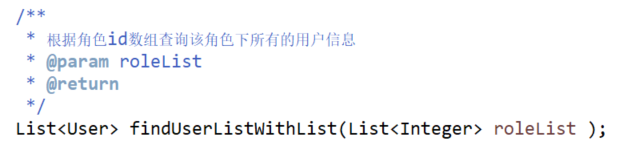 /**
* 根据角色id数组查询该角色下所有的用户信息
* @param roleList
* @return
*/
List<User> findUserListWithList(List<Integer> roleList );